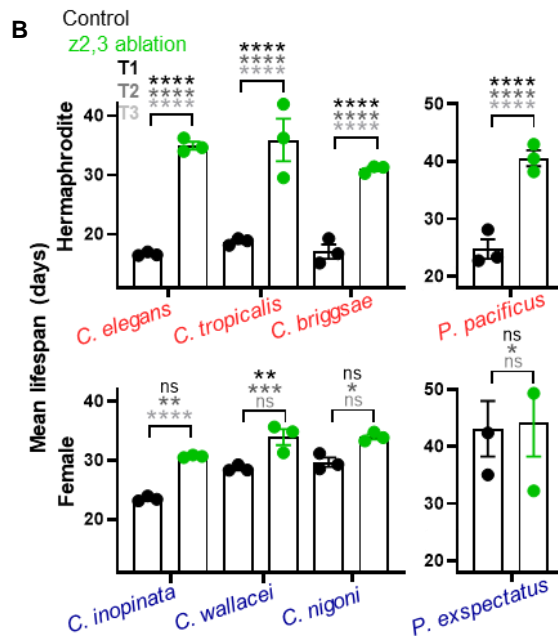 B
Control
z2,3 ablation
T1
T2
T3
****
****
****
****
****
****
****
****
****
****
****
****
Hermaphrodite
40
30
20
50
40
30
20
C. elegans
C. tropicalis
C. briggsae
P. pacificus
Mean lifespan (days)
ns
**
****
**
***
ns
ns
*
ns
ns
*
ns
Female
40
30
20
50
40
30
20
C. inopinata
C. wallacei
C. nigoni
P. exspectatus